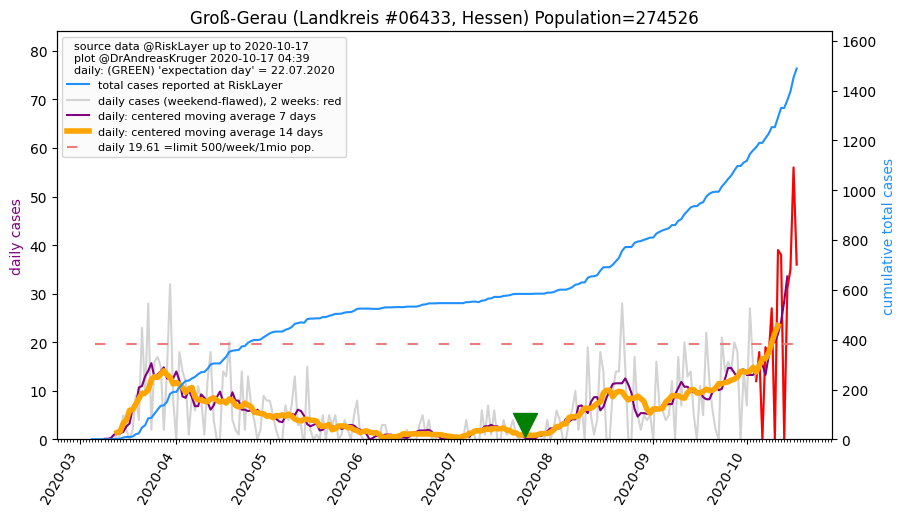 Groß-Gerau (Landkreis #06433, Hessen) Population=274526
source data @RiskLayer up to 2020-10-17
plot @DrAndreasKruger 2020-10-17 04:39
daily: (GREEN) 'expectation day' = 22.07.2020
total cases reported at RiskLayer
daily cases (weekend-flawed), 2 weeks: red
daily: centered moving average 7 days
daily: centered moving average 14 days
daily 19.61 =limit 500/week/1mio pop.
daily cases
80
70
60
50
40
30
20
10
0
1600
1400
1200
1000
800
600
400
200
0
cumulative total cases
2020-03
2020-04
2020-05
2020-06
2020-07
2020-08
2020-09
2020-10